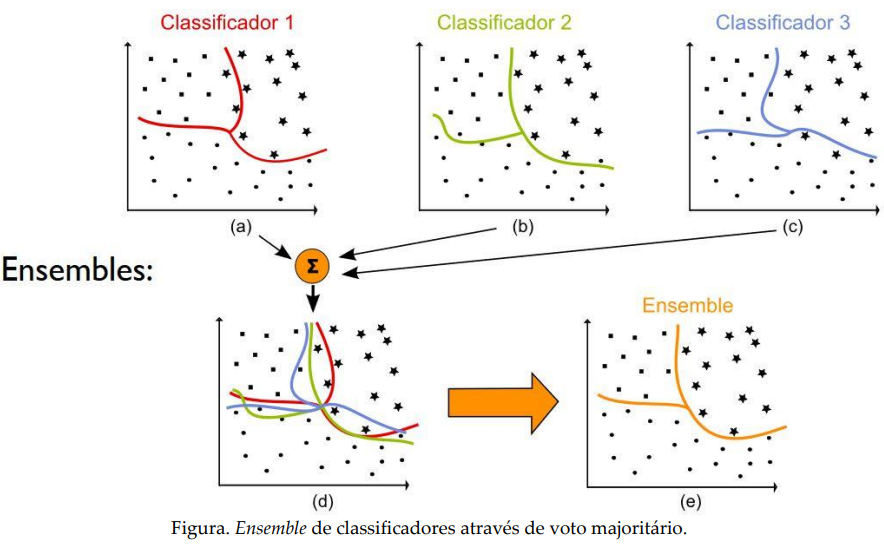 Classificador 1
Classificador 2
Classificador 3
(a)
(b)
(c)
Ensembles:
Σ
Ensemble
(d)
(e)
Figura. Ensemble de classificadores através de voto majoritário.